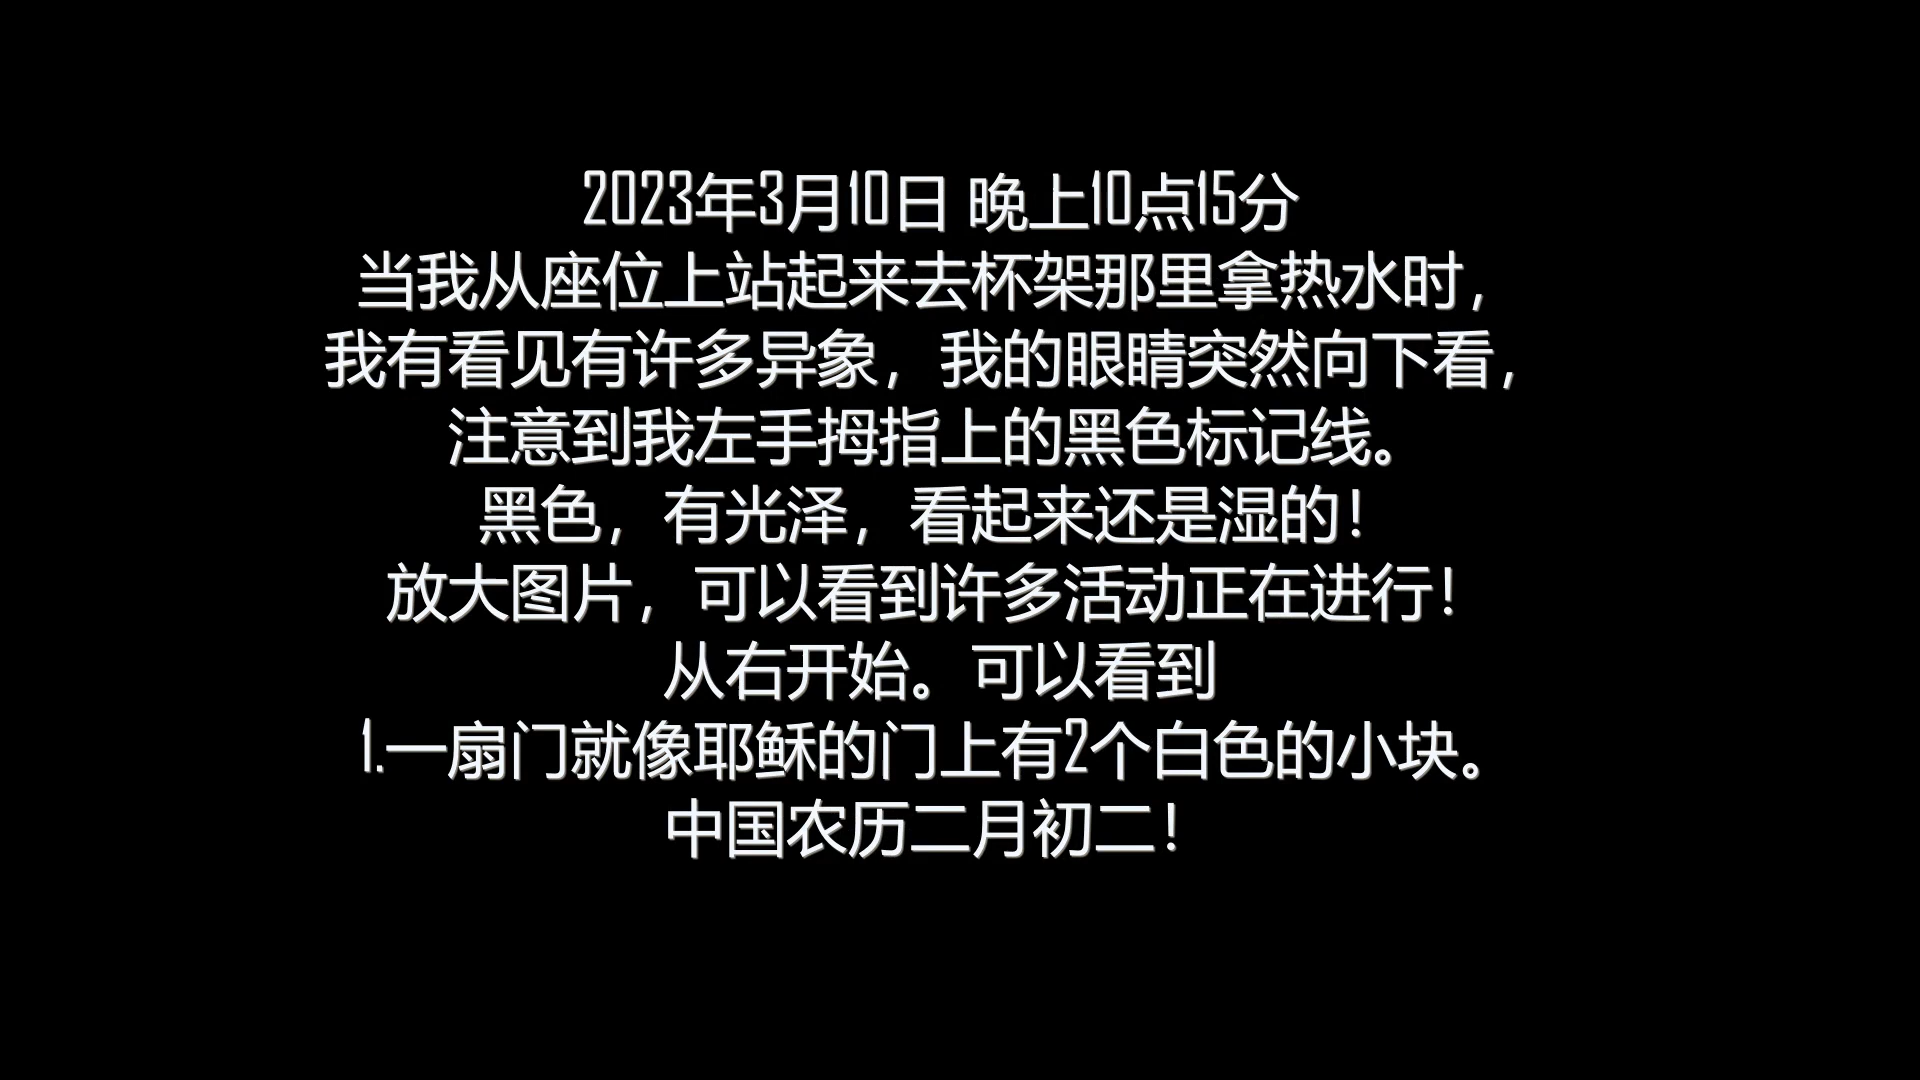 2023年3月10日 晚上10点15分
当我从座位上站起来去杯架那里拿热水时，
我有看见有许多异象，我的眼睛突然向下看，
注意到我左手拇指上的黑色标记线。
黑色，有光泽，看起来还是湿的！
放大图片，可以看到许多活动正在进行！
从右开始。可以看到
1.一扇门就像耶稣的门上有2个白色的小块。
中国农历二月初二！